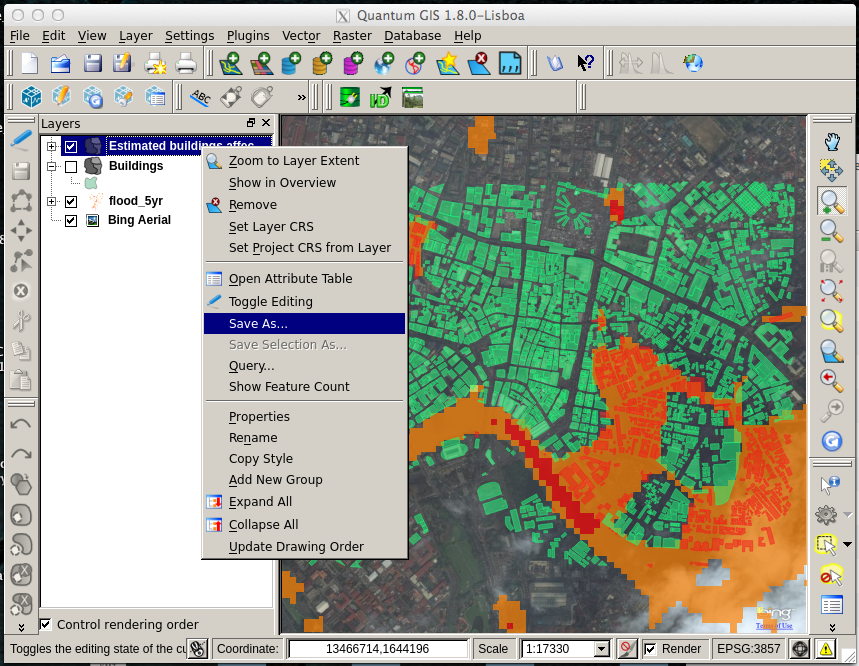 Quantum GIS 1.8.0-Lisboa
File Edit View Layer Settings Plugins Vector Raster Database Help
ABC
»
Layers
Estimated buildings affec
Buildings
flood_5yr
Bing Aerial
Zoom to Layer Extent
Show in Overview
Remove
Set Layer CRS
Set Project CRS from Layer
Open Attribute Table
Toggle Editing
Save As...
Save Selection As...
Query...
Show Feature Count
Properties
Rename
Copy Style
Add New Group
Expand All
Collapse All
Update Drawing Order
Terms of Use
Control rendering order
Toggles the editing state of the cu
Coordinate: 13466714,1644196 Scale 1:17330 Render EPSG:3857